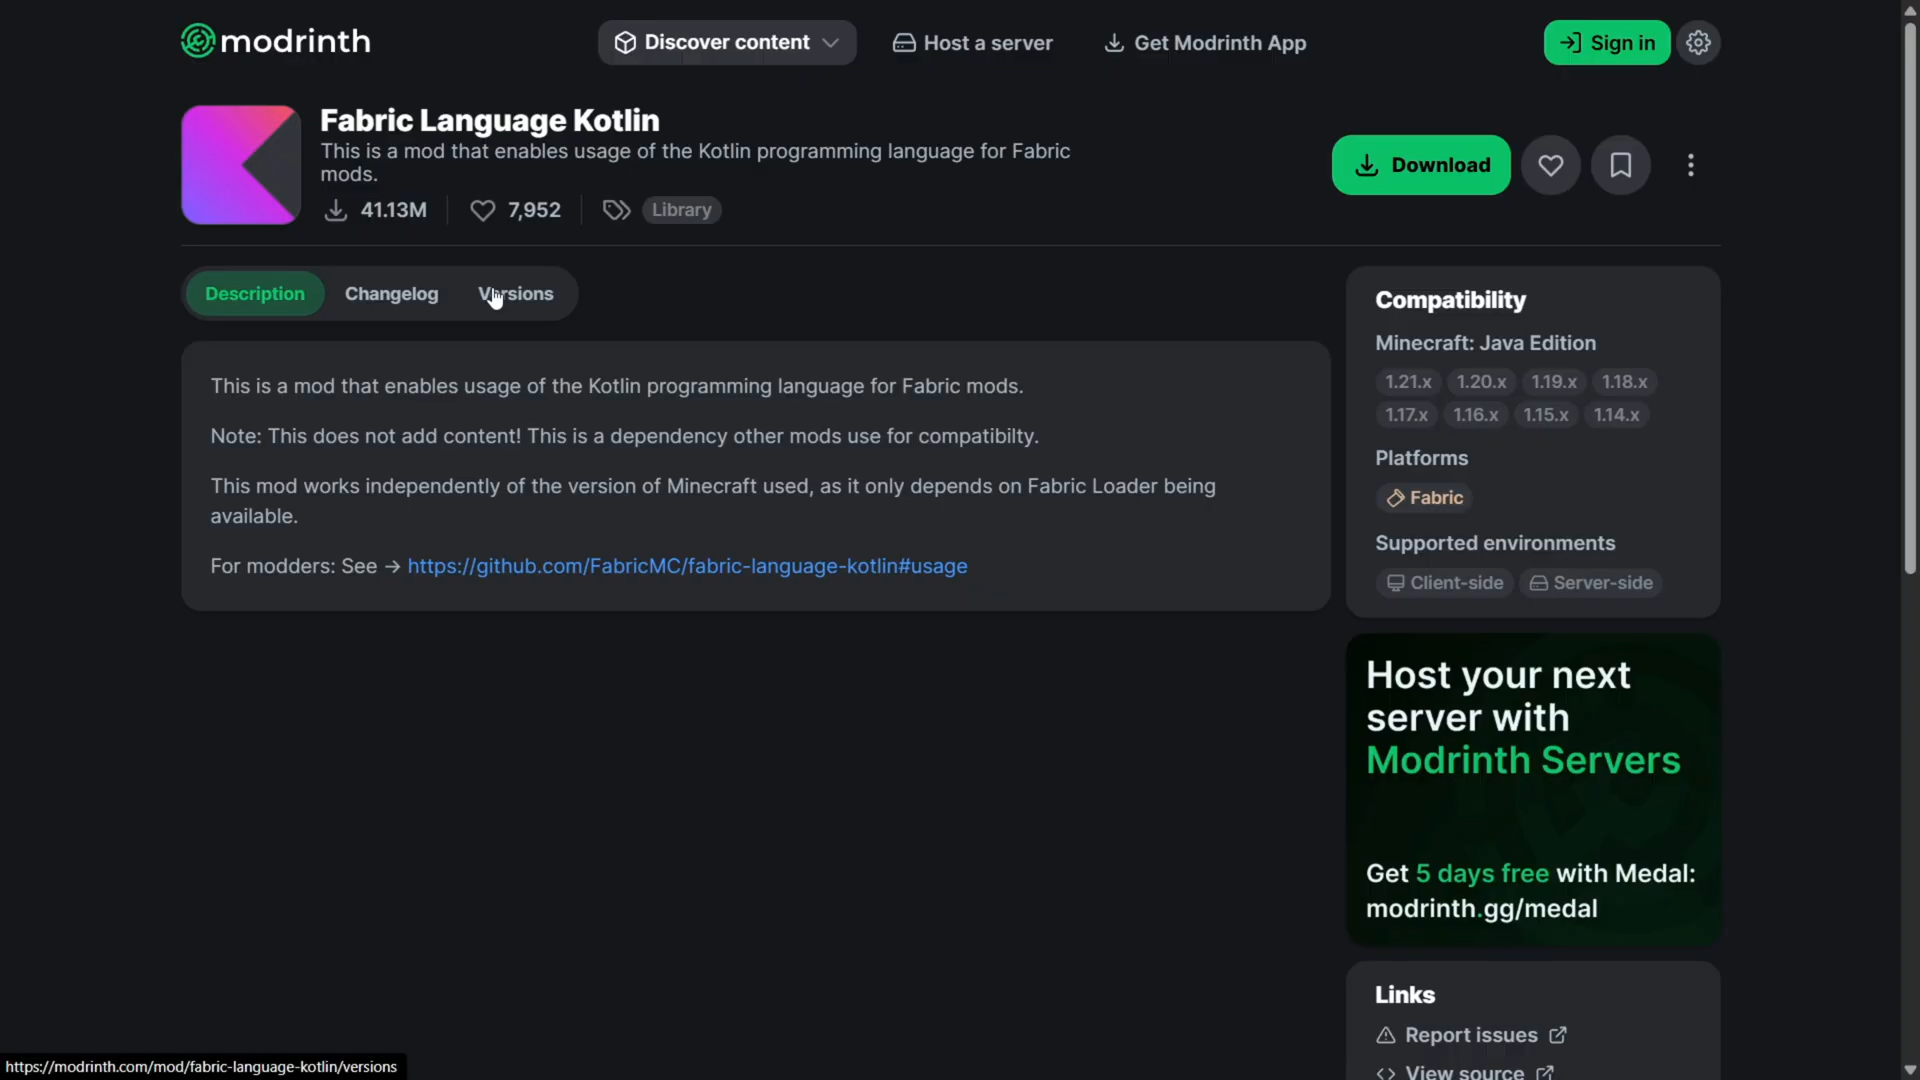 modrinth
Discover content
Host a server
Get Modrinth App
Sign in
Fabric Language Kotlin
This is a mod that enables usage of the Kotlin programming language for Fabric
mods.
41.13M
7,952
Library
Download
Description
Changelog
Versions
This is a mod that enables usage of the Kotlin programming language for Fabric mods.
Note: This does not add content! This is a dependency other mods use for compatibilty.
This mod works independently of the version of Minecraft used, as it only depends on Fabric Loader being
available.
For modders: See → https://github.com/FabricMC/fabric-language-kotlin#usage
Compatibility
Minecraft: Java Edition
1.21.x 1.20.x 1.19.x 1.18.x
1.17.x 1.16.x 1.15.x 1.14.x
Platforms
Fabric
Supported environments
Client-side Server-side
Host your next
server with
Modrinth Servers
Get 5 days free with Medal:
modrinth.gg/medal
Links
Report issues
View source
https://modrinth.com/mod/fabric-language-kotlin/versions